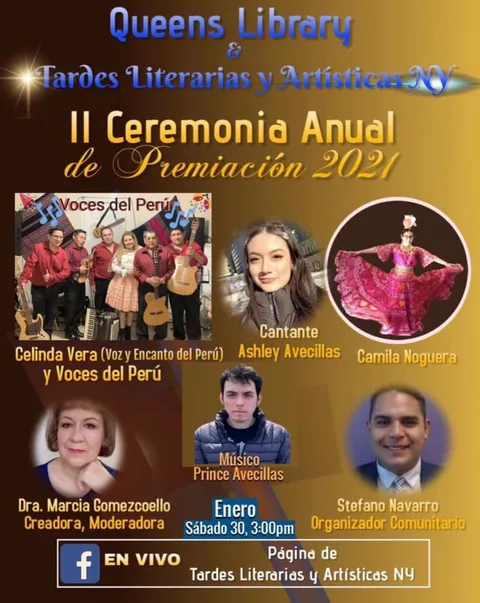 Queens Library
&
Tardes Literarias y Artísticas NY
II Ceremonia Anual
de Premiación 2021
Voces del Perú
Celinda Vera (Voz y Encanto del Perú)
y Voces del Perú
Cantante
Ashley Avecillas
Camila Noguera
Músico
Prince Avecillas
Dra. Marcia Gomezcoello
Creadora, Moderadora
Enero
Sábado 30, 3:00pm
Stefano Navarro
Organizador Comunitario
f EN VIVO
Página de
Tardes Literarias y Artísticas NY